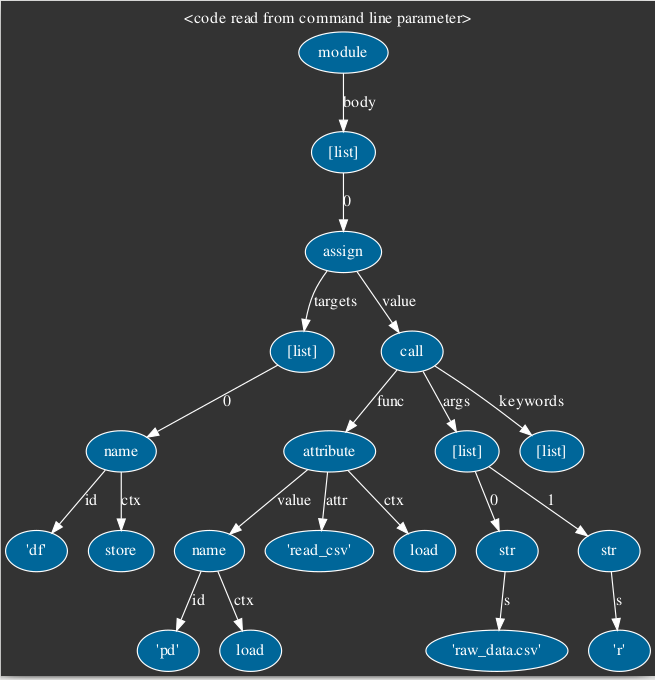 <code read from command line parameter>
module
body
[list]
0
assign
targets value
[list] call
0 func args keywords
name attribute [list] [list]
id ctx value attr ctx 0 1
'df' store name 'read_csv' load str str
id ctx s s
'pd' load 'raw_data.csv' 'r'